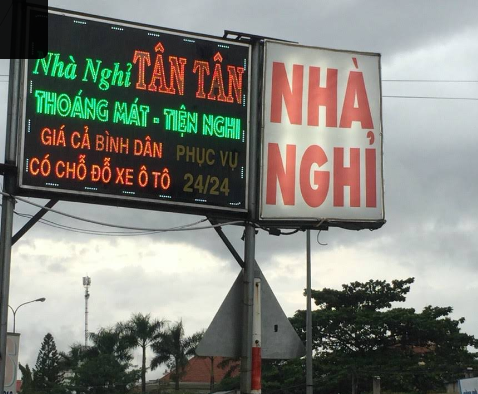 Nhà Nghỉ TÂN TÂN
THOÁNG MÁT - TIỆN NGHI
GIÁ CẢ BÌNH DÂN
CÓ CHỖ ĐỖ XE Ô TÔ
PHỤC VỤ
24/24
NHÀ
NGHỈ